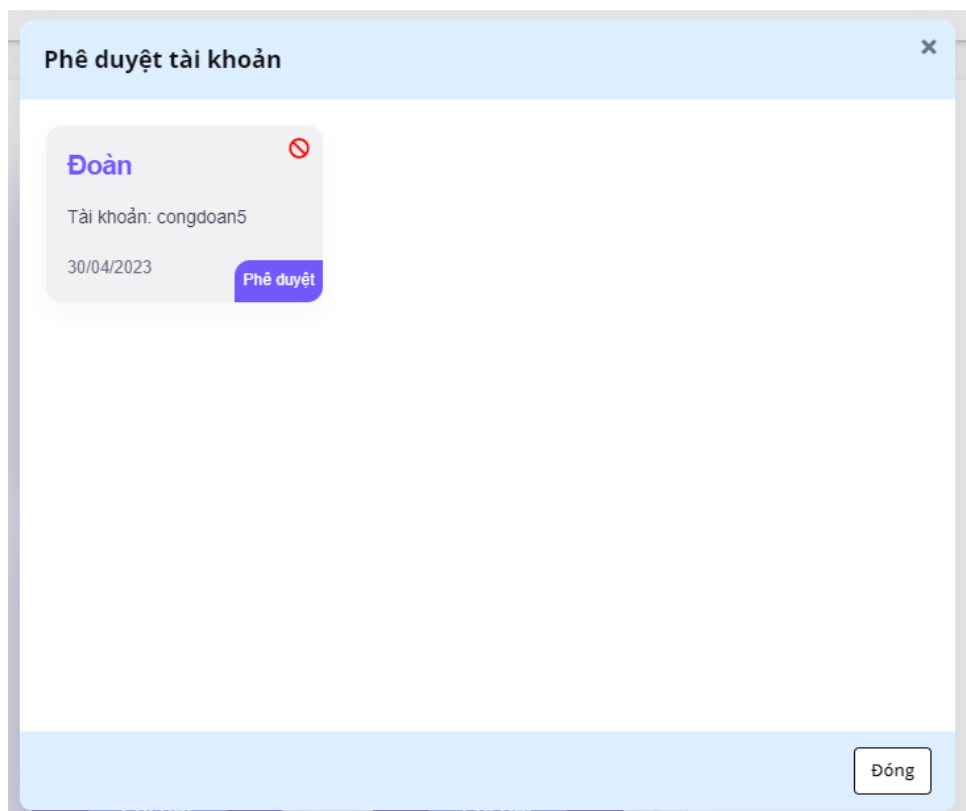 Phê duyệt tài khoản
Đoàn
Tài khoản: congdoan5
30/04/2023
Phê duyệt
Đóng